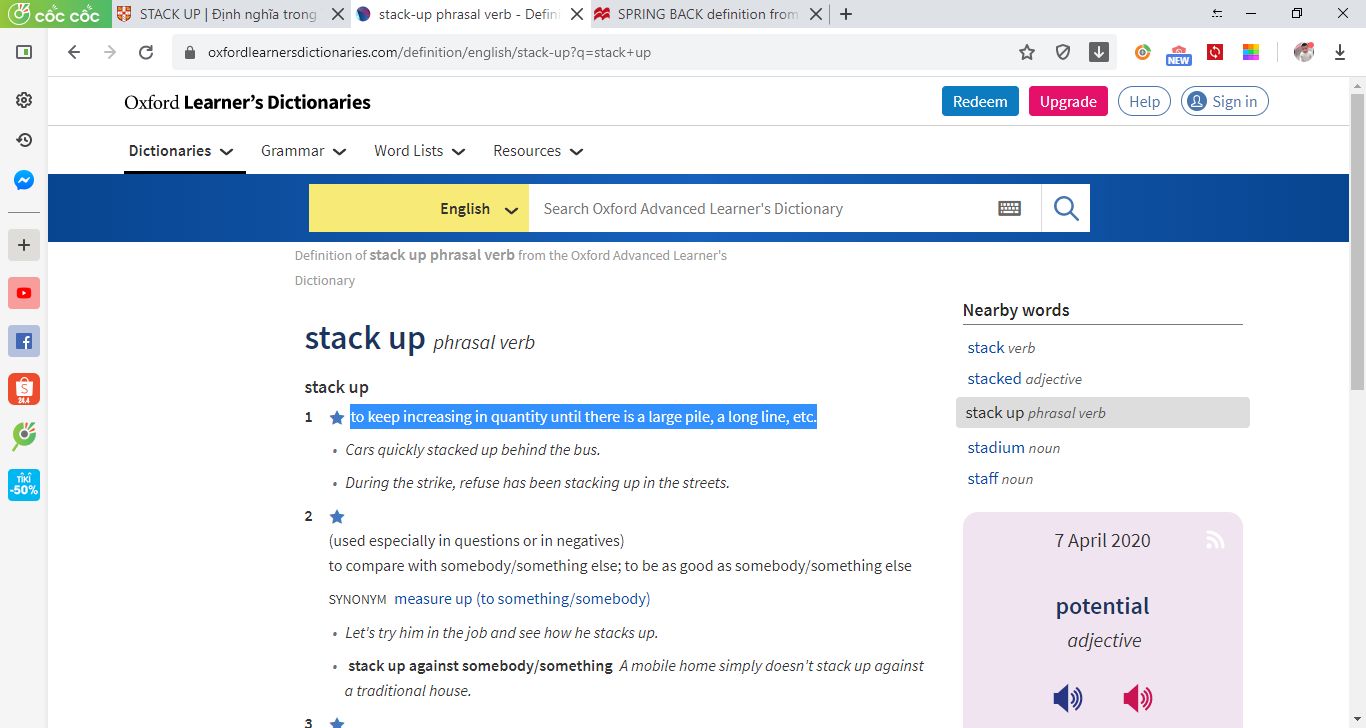 cốc cốc
STACK UP | Định nghĩa trong
stack-up phrasal verb - Defini
SPRING BACK definition from
oxfordlearnersdictionaries.com/definition/english/stack-up?q=stack+up
NEW
Oxford Learner's Dictionaries
Redeem
Upgrade
Help
Sign in
Dictionaries
Grammar
Word Lists
Resources
English
Search Oxford Advanced Learner's Dictionary
Definition of stack up phrasal verb from the Oxford Advanced Learner's
Dictionary
stack up phrasal verb
stack up
1 to keep increasing in quantity until there is a large pile, a long line, etc.
• Cars quickly stacked up behind the bus.
• During the strike, refuse has been stacking up in the streets.
2
(used especially in questions or in negatives)
to compare with somebody/something else; to be as good as somebody/something else
SYNONYM measure up (to something/somebody)
• Let's try him in the job and see how he stacks up.
• stack up against somebody/something A mobile home simply doesn't stack up against
a traditional house.
3
Nearby words
stack verb
stacked adjective
stack up phrasal verb
stadium noun
staff noun
7 April 2020
potential
adjective
S
24.4
TIKI
-50%